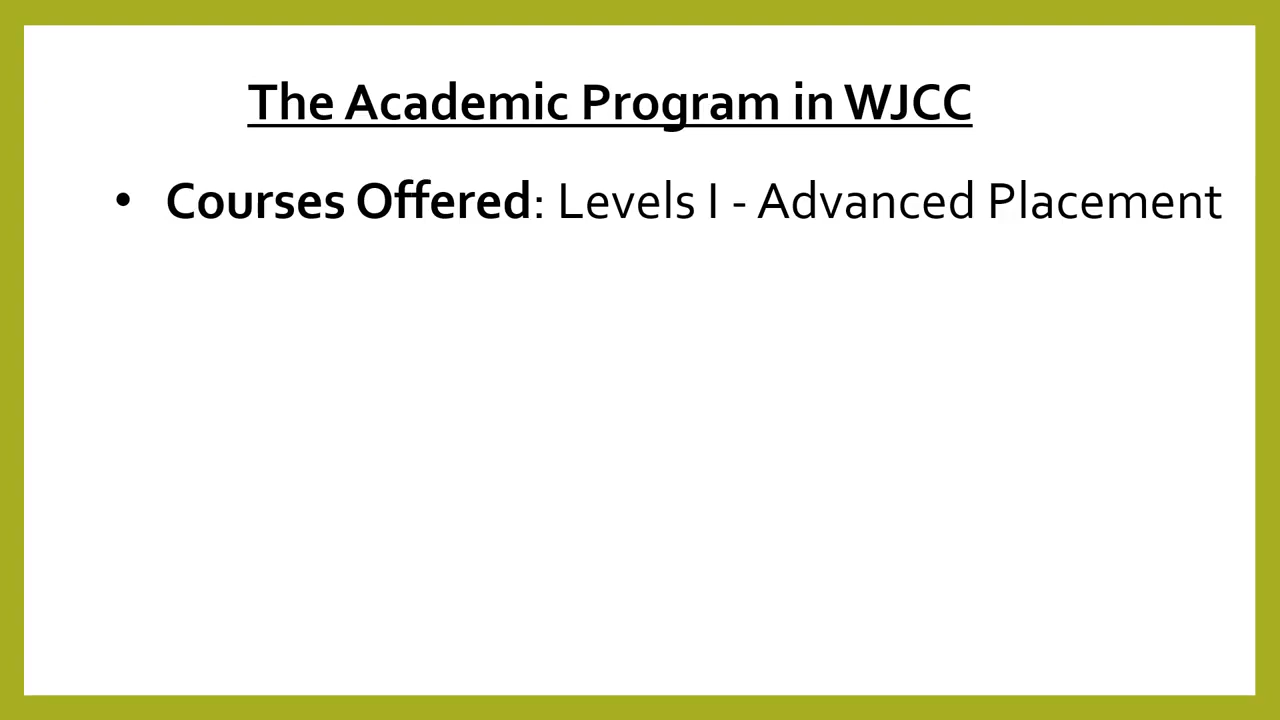 The Academic Program in WJCC
• Courses Offered: Levels I - Advanced Placement